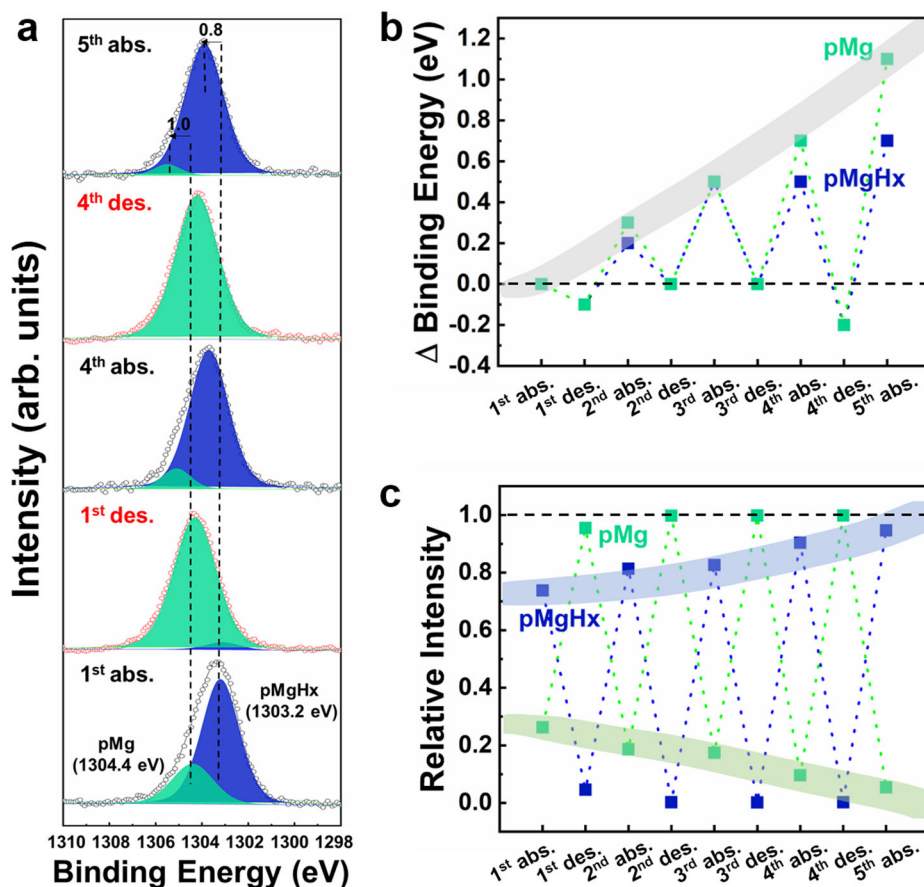 a
5th abs.
0.8
1.0
4th des.
4th abs.
1st des.
1st abs.
pMgHx
(1303.2 eV)
pMg
(1304.4 eV)
Intensity (arb. units)
1310 1308 1306 1304 1302 1300 1298
Binding Energy (eV)
b
pMg
pMgHx
Δ Binding Energy (eV)
1.2
1.0
0.8
0.6
0.4
0.2
0.0
-0.2
-0.4
1st abs.
1st des.
2nd abs.
2nd des.
3rd abs.
3rd des.
4th abs.
4th des.
5th abs.
c
pMg
pMgHx
Relative Intensity
1.0
0.8
0.6
0.4
0.2
0.0
1st abs.
1st des.
2nd abs.
2nd des.
3rd abs.
3rd des.
4th abs.
4th des.
5th abs.